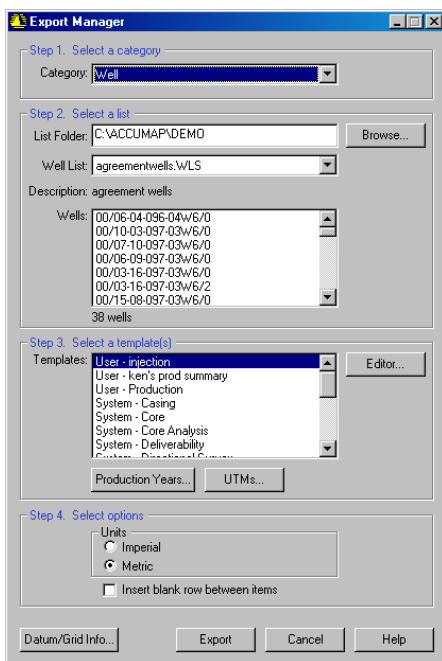 Export Manager
Step 1. Select a category
Category: Well
Step 2. Select a list
List Folder: C:\ACCUMAP\DEMO Browse...
Well List: agreementwells.WLS
Description: agreement wells
Wells: 00/06-04-096-04W6/0
00/10-03-097-03W6/0
00/07-10-097-03W6/0
00/06-09-097-03W6/0
00/03-16-097-03W6/0
00/03-16-097-03W6/2
00/15-08-097-03W6/0
38 wells
Step 3. Select a template(s)
Templates: User - injection Editor...
User - ken's prod summary
User - Production
System - Casing
System - Core
System - Core Analysis
System - Deliverability
System - Directional Survey
Production Years... UTMs...
Step 4. Select options
Units
Imperial
Metric
Insert blank row between items
Datum/Grid Info... Export Cancel Help